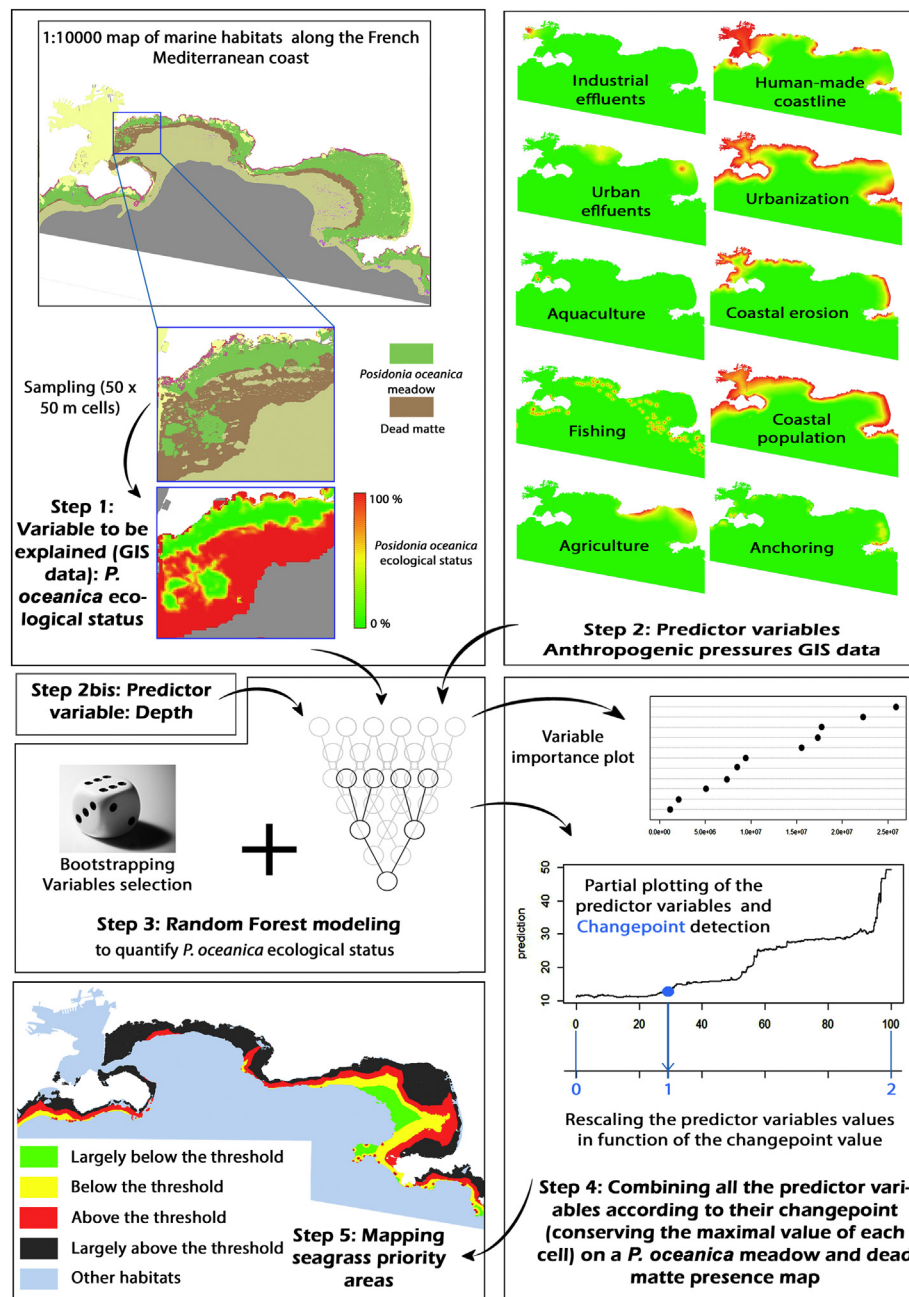 1:10000 map of marine habitats along the French
Mediterranean coast
Sampling (50 x
50 m cells)
Posidonia oceanica
meadow
Dead matte
Step 1:
Variable to be
explained (GIS
data): P.
oceanica eco-
logical status
100 %
Posidonia oceanica
ecological status
0 %
Industrial
effluents
Human-made
coastline
Urban
eflfuents
Urbanization
Aquaculture
Coastal erosion
Fishing
Coastal
population
Agriculture
Anchoring
Step 2: Predictor variables
Anthropogenic pressures GIS data
Step 2bis: Predictor
variable: Depth
Bootstrapping
Variables selection
+
Step 3: Random Forest modeling
to quantify P. oceanica ecological status
Variable
importance plot
0.0e+00 5.0e+06 1.0e+07 1.5e+07 2.0e+07 2.5e+07
Partial plotting of the
predictor variables and
Changepoint detection
prediction
50
40
30
20
10
0 20 40 60 80 100
0 1 2
Rescaling the predictor variables values
in function of the changepoint value
Step 4: Combining all the predictor vari-
ables according to their changepoint
(conserving the maximal value of each
cell) on a P. oceanica meadow and dead
matte presence map
Largely below the threshold
Below the threshold
Above the threshold
Largely above the threshold
Other habitats
Step 5: Mapping
seagrass priority
areas